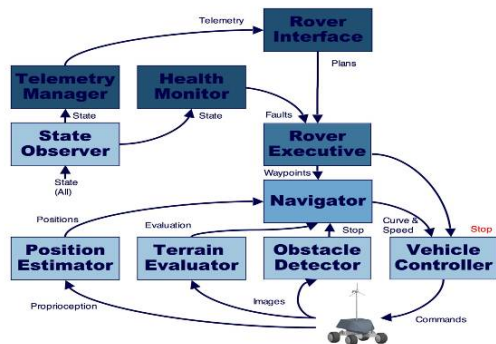 Telemetry
Rover
Interface
Telemetry
Manager
Health
Monitor
Plans
State
State
Faults
State
Observer
Rover
Executive
State
(All)
Waypoints
Navigator
Positions
Evaluation
Stop
Curve &
Speed
Stop
Position
Estimator
Terrain
Evaluator
Obstacle
Detector
Vehicle
Controller
Proprioception
Images
Commands